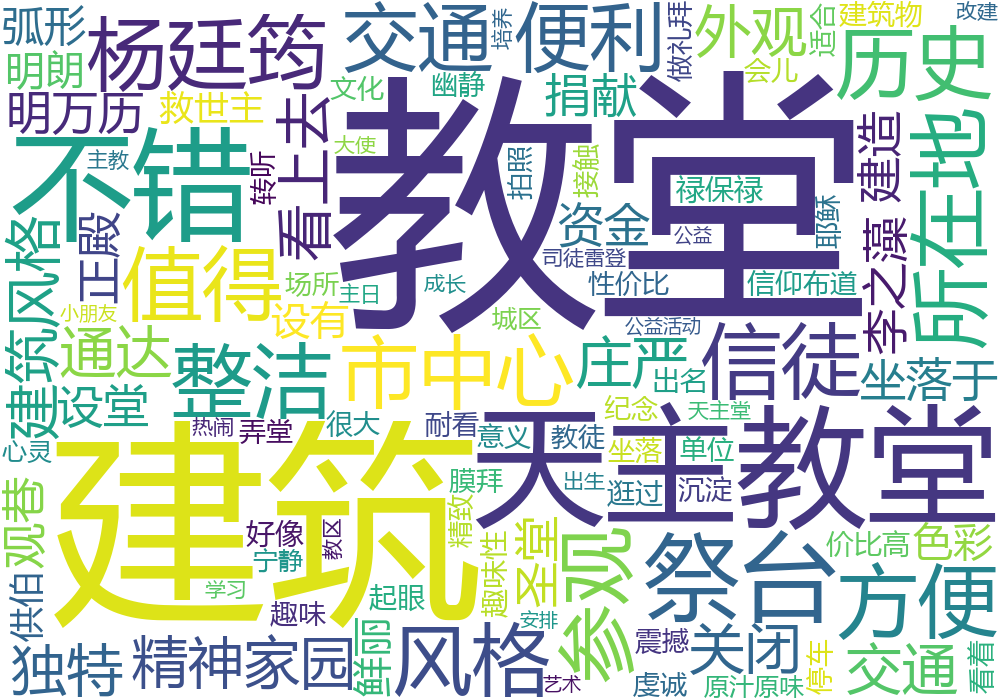 弧形
杨廷筠
交通便利
培养
做礼拜
外观
适合
建筑物
改建
历史
明朗
明万历
救世主
看上去
文化
幽静
捐献
会儿
教堂
不错
主教
转听
大使
拍照
接触
禄保禄
建造
所在地
建筑风格
正殿
值得
场所
主日
成长
资金
公益
司徒雷登
性价比
耶稣
信仰布道
李之藻
小朋友
设有
城区
公益活动
通达
整洁
市中心
庄严
出名
信徒
坐落于
设堂
热闹
弄堂
很大
耐看
意义
教徒
纪念
坐落
天主堂
单位
心灵
建筑
天主教堂
膜拜
出生
逛过
沉淀
观巷
好像
宁静
教区
精致
趣味性
圣堂
参观
祭台
价比高
色彩
供伯
学习
趣味
起眼
安排
方便
独特
精神家园
鲜丽
风格
艺术
震撼
虔诚
关闭
原汁原味
停车
交通
看着